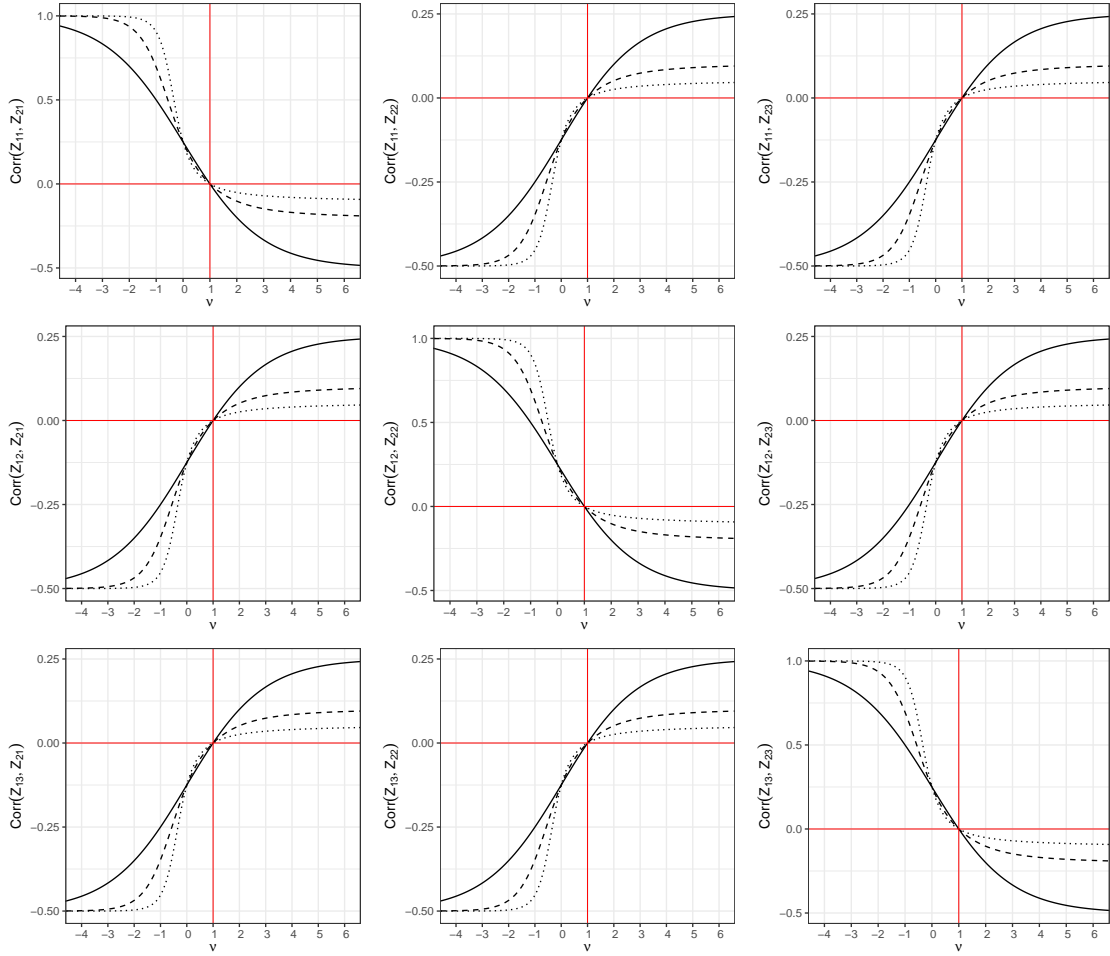 Corr(Z11, Z21)
1.0
0.5
0.0
−0.5
−4 −3 −2 −1 0 1 2 3 4 5 6
ν
Corr(Z11, Z22)
0.25
0.00
−0.25
−0.50
−4 −3 −2 −1 0 1 2 3 4 5 6
ν
Corr(Z11, Z23)
0.25
0.00
−0.25
−0.50
−4 −3 −2 −1 0 1 2 3 4 5 6
ν
Corr(Z12, Z21)
0.25
0.00
−0.25
−0.50
−4 −3 −2 −1 0 1 2 3 4 5 6
ν
Corr(Z12, Z22)
1.0
0.5
0.0
−0.5
−4 −3 −2 −1 0 1 2 3 4 5 6
ν
Corr(Z12, Z23)
0.25
0.00
−0.25
−0.50
−4 −3 −2 −1 0 1 2 3 4 5 6
ν
Corr(Z13, Z21)
0.25
0.00
−0.25
−0.50
−4 −3 −2 −1 0 1 2 3 4 5 6
ν
Corr(Z13, Z22)
0.25
0.00
−0.25
−0.50
−4 −3 −2 −1 0 1 2 3 4 5 6
ν
Corr(Z13, Z23)
1.0
0.5
0.0
−0.5
−4 −3 −2 −1 0 1 2 3 4 5 6
ν